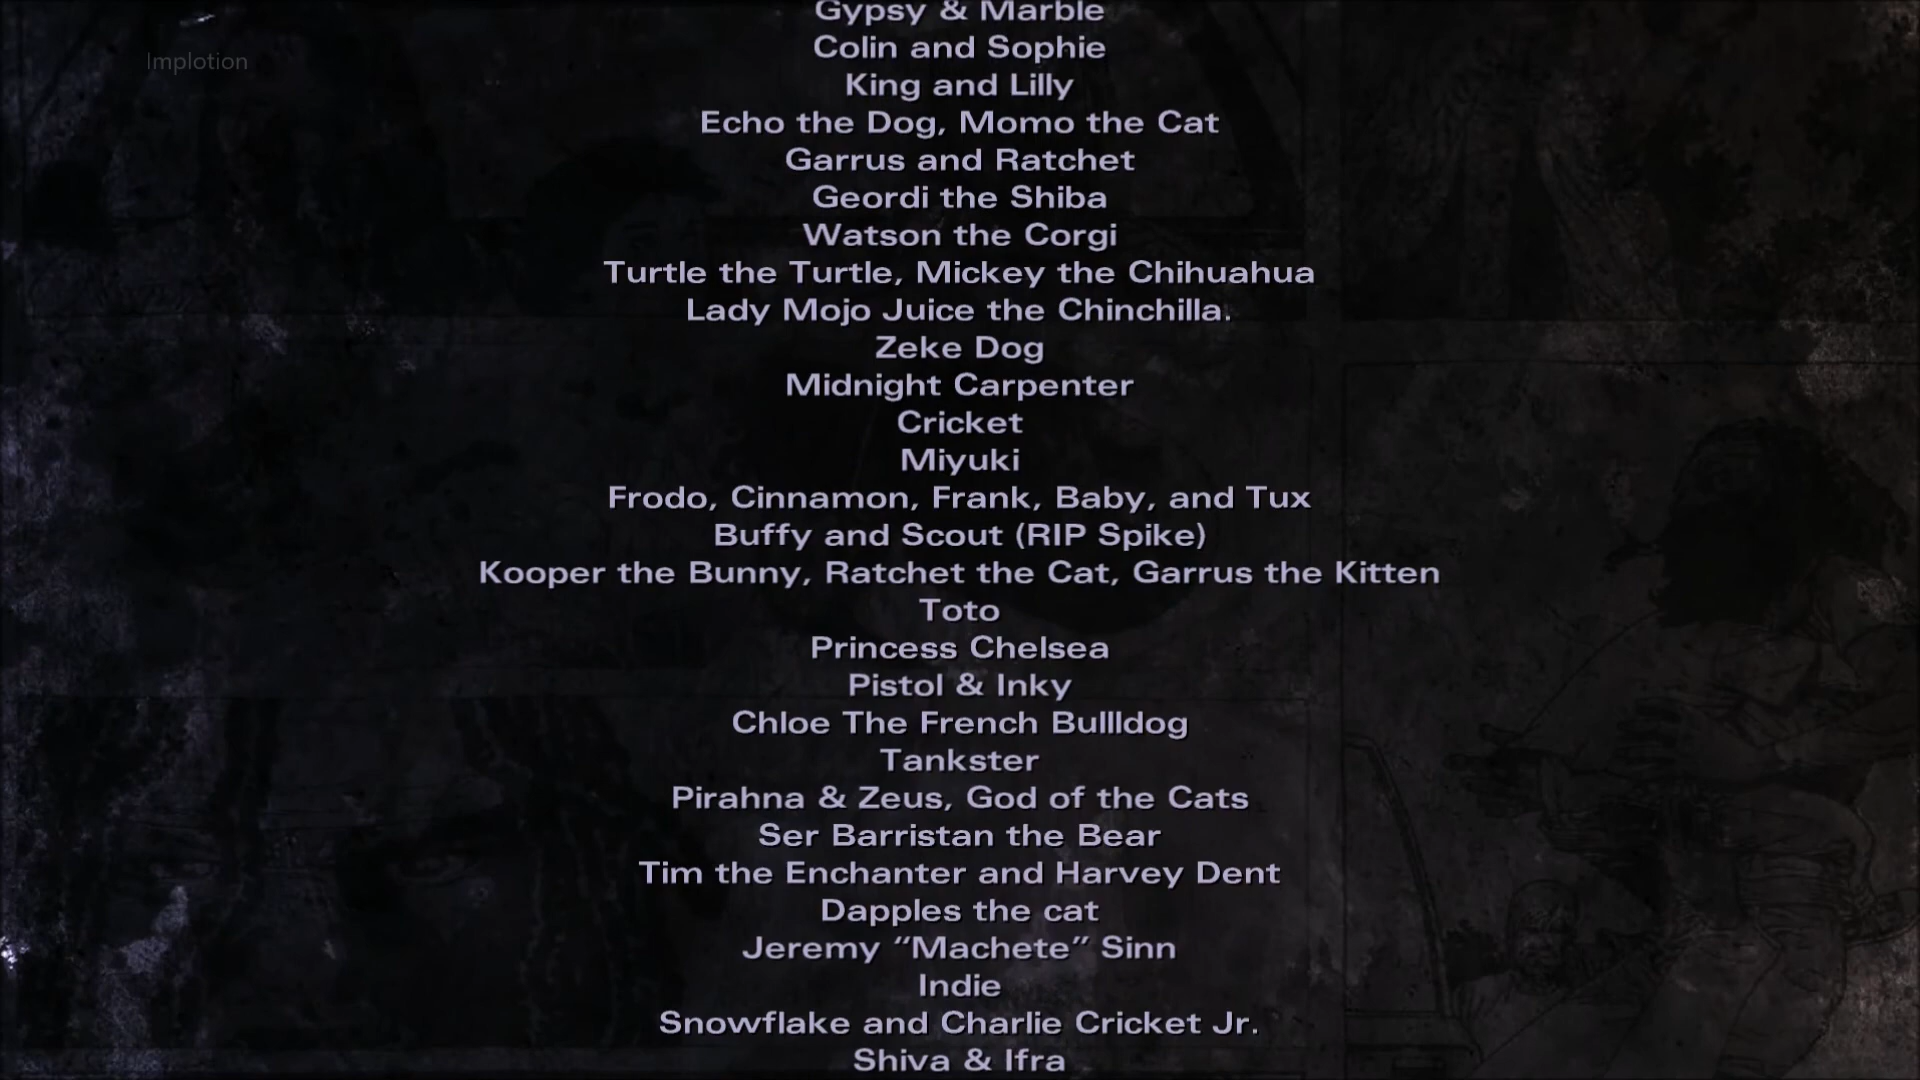 Gypsy & Marble
Implotion
Colin and Sophie
King and Lilly
Echo the Dog, Momo the Cat
Garrus and Ratchet
Geordi the Shiba
Watson the Corgi
Turtle the Turtle, Mickey the Chihuahua
Lady Mojo Juice the Chinchilla.
Zeke Dog
Midnight Carpenter
Cricket
Miyuki
Frodo, Cinnamon, Frank, Baby, and Tux
Buffy and Scout (RIP Spike)
Kooper the Bunny, Ratchet the Cat, Garrus the Kitten
Toto
Princess Chelsea
Pistol & Inky
Chloe The French Bullldog
Tankster
Pirahna & Zeus, God of the Cats
Ser Barristan the Bear
Tim the Enchanter and Harvey Dent
Dapples the cat
Jeremy “Machete” Sinn
Indie
Snowflake and Charlie Cricket Jr.
Shiva & Ifra